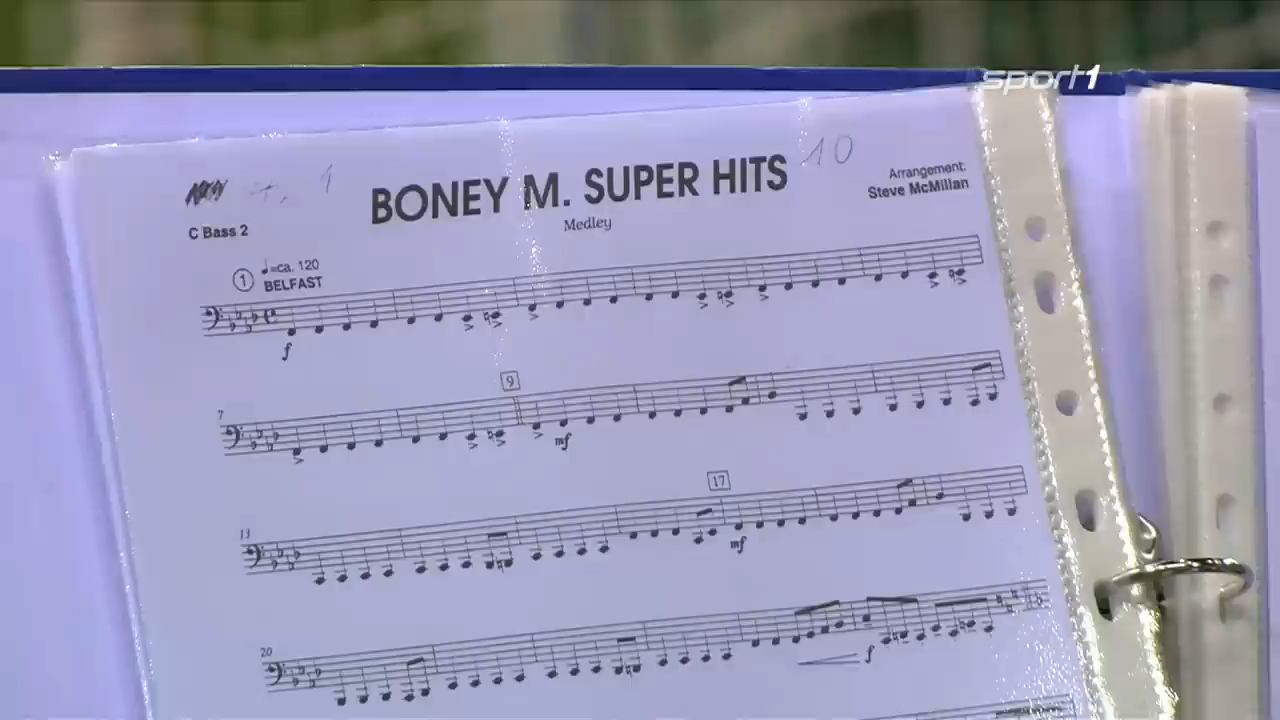 sport1
1
BONEY M. SUPER HITS
10
Arrangement:
Steve McMillan
C Bass 2
Medley
1
♩=ca. 120
BELFAST
f
9
7
mf
17
13
mf
20
f